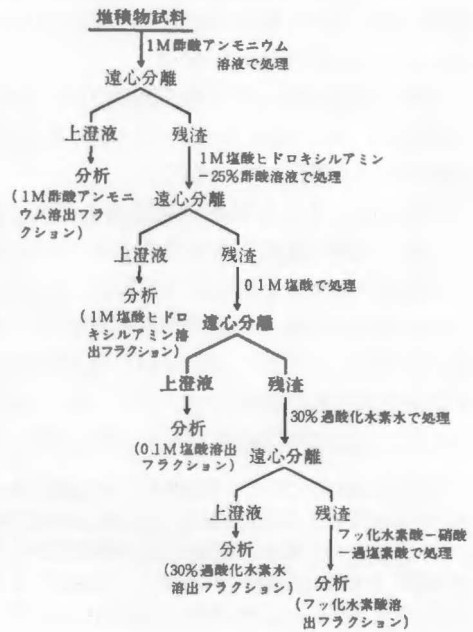 堆積物試料
1M酢酸アンモニウム
溶液で処理
遠心分離
上澄液
残渣
分析
(1M酢酸アンモニ
ウム溶出フラ
クション)
1M塩酸ヒドロキシルアミン
-25%酢酸溶液で処理
遠心分離
上澄液
残渣
分析
(1M塩酸ヒドロ
キシルアミン溶
出フラクション)
0.1M塩酸で処理
遠心分離
上澄液
残渣
分析
(0.1M塩酸溶出
フラクション)
30%過酸化水素水で処理
遠心分離
上澄液
残渣
分析
(30%過酸化水素水
溶出フラクション)
フッ化水素酸-硝酸
-過塩素酸で処理
分析
(フッ化水素酸溶
出フラクション)